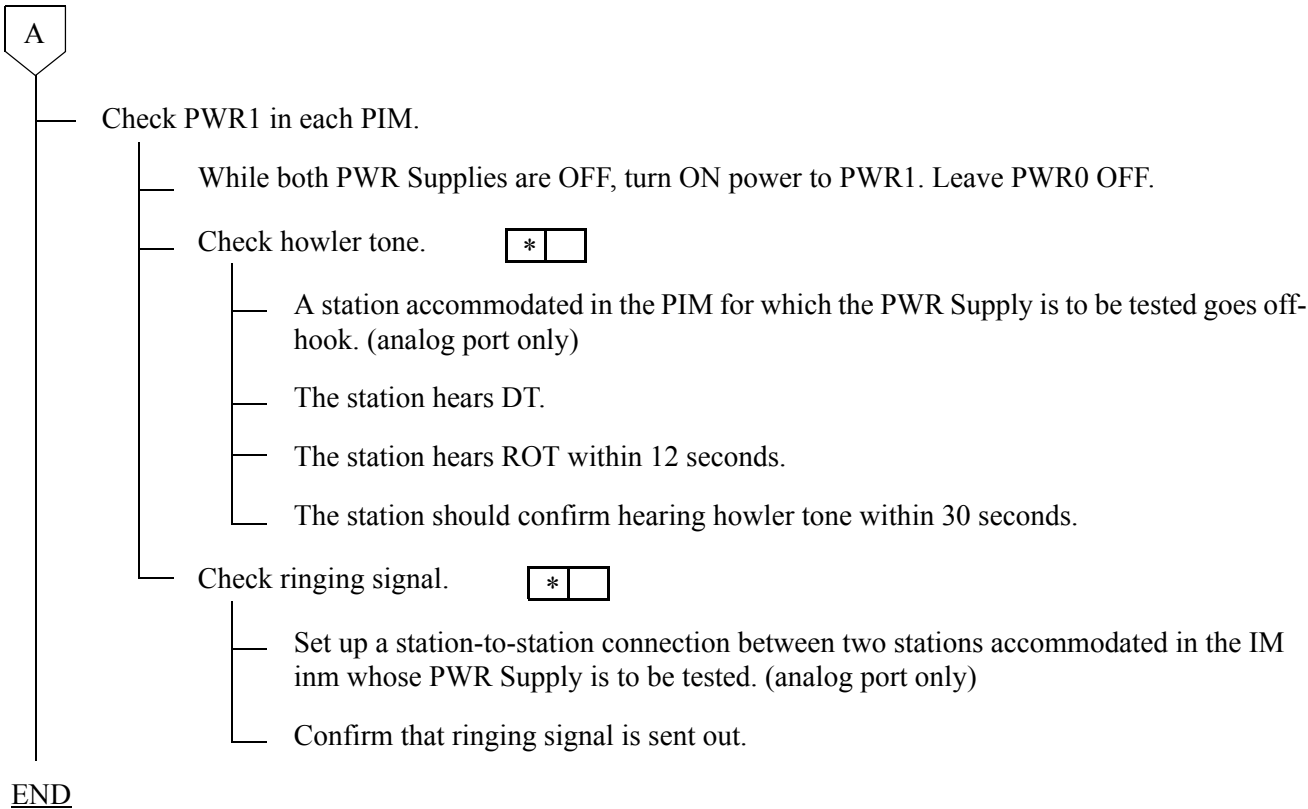 A
Check PWR1 in each PIM.
While both PWR Supplies are OFF, turn ON power to PWR1. Leave PWR0 OFF.
Check howler tone. *
A station accommodated in the PIM for which the PWR Supply is to be tested goes off-
hook. (analog port only)
The station hears DT.
The station hears ROT within 12 seconds.
The station should confirm hearing howler tone within 30 seconds.
Check ringing signal. *
Set up a station-to-station connection between two stations accommodated in the IM
inm whose PWR Supply is to be tested. (analog port only)
Confirm that ringing signal is sent out.
END